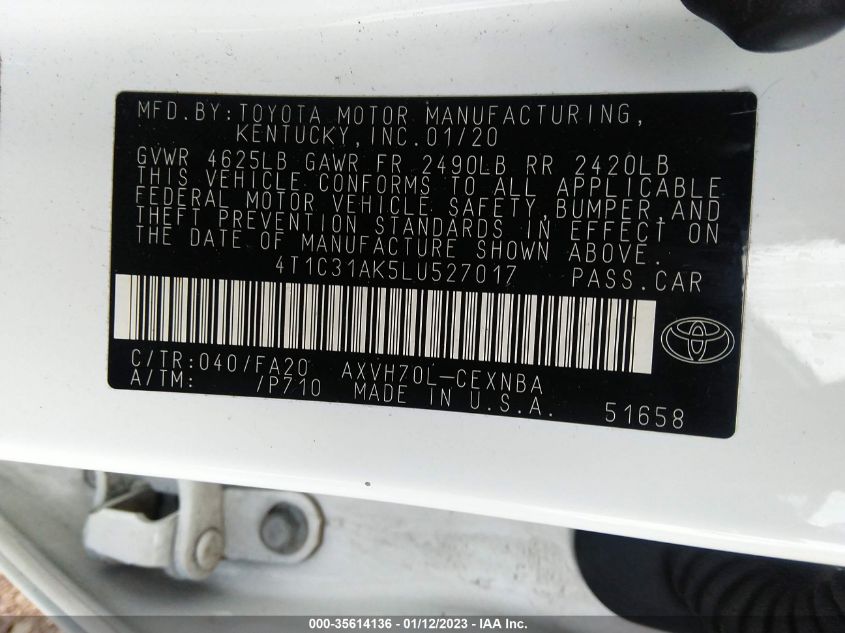 MFD.BY:TOYOTA MOTOR MANUFACTURING,
KENTUCKY,INC.01/20
GVWR 4625LB GAWR FR 2490LB RR 2420LB
THIS VEHICLE CONFORMS TO ALL APPLICABLE
FEDERAL MOTOR VEHICLE SAFETY,BUMPER,AND
THEFT PREVENTION STANDARDS IN EFFECT ON
THE DATE OF MANUFACTURE SHOWN ABOVE.
4T1C31AK5LU527017 PASS.CAR
C/TR:040/FA20 AXVH70L-CEXNBA
A/TM: /P710 MADE IN U.S.A. 51658
000-35614136 - 01/12/2023 - IAA Inc.